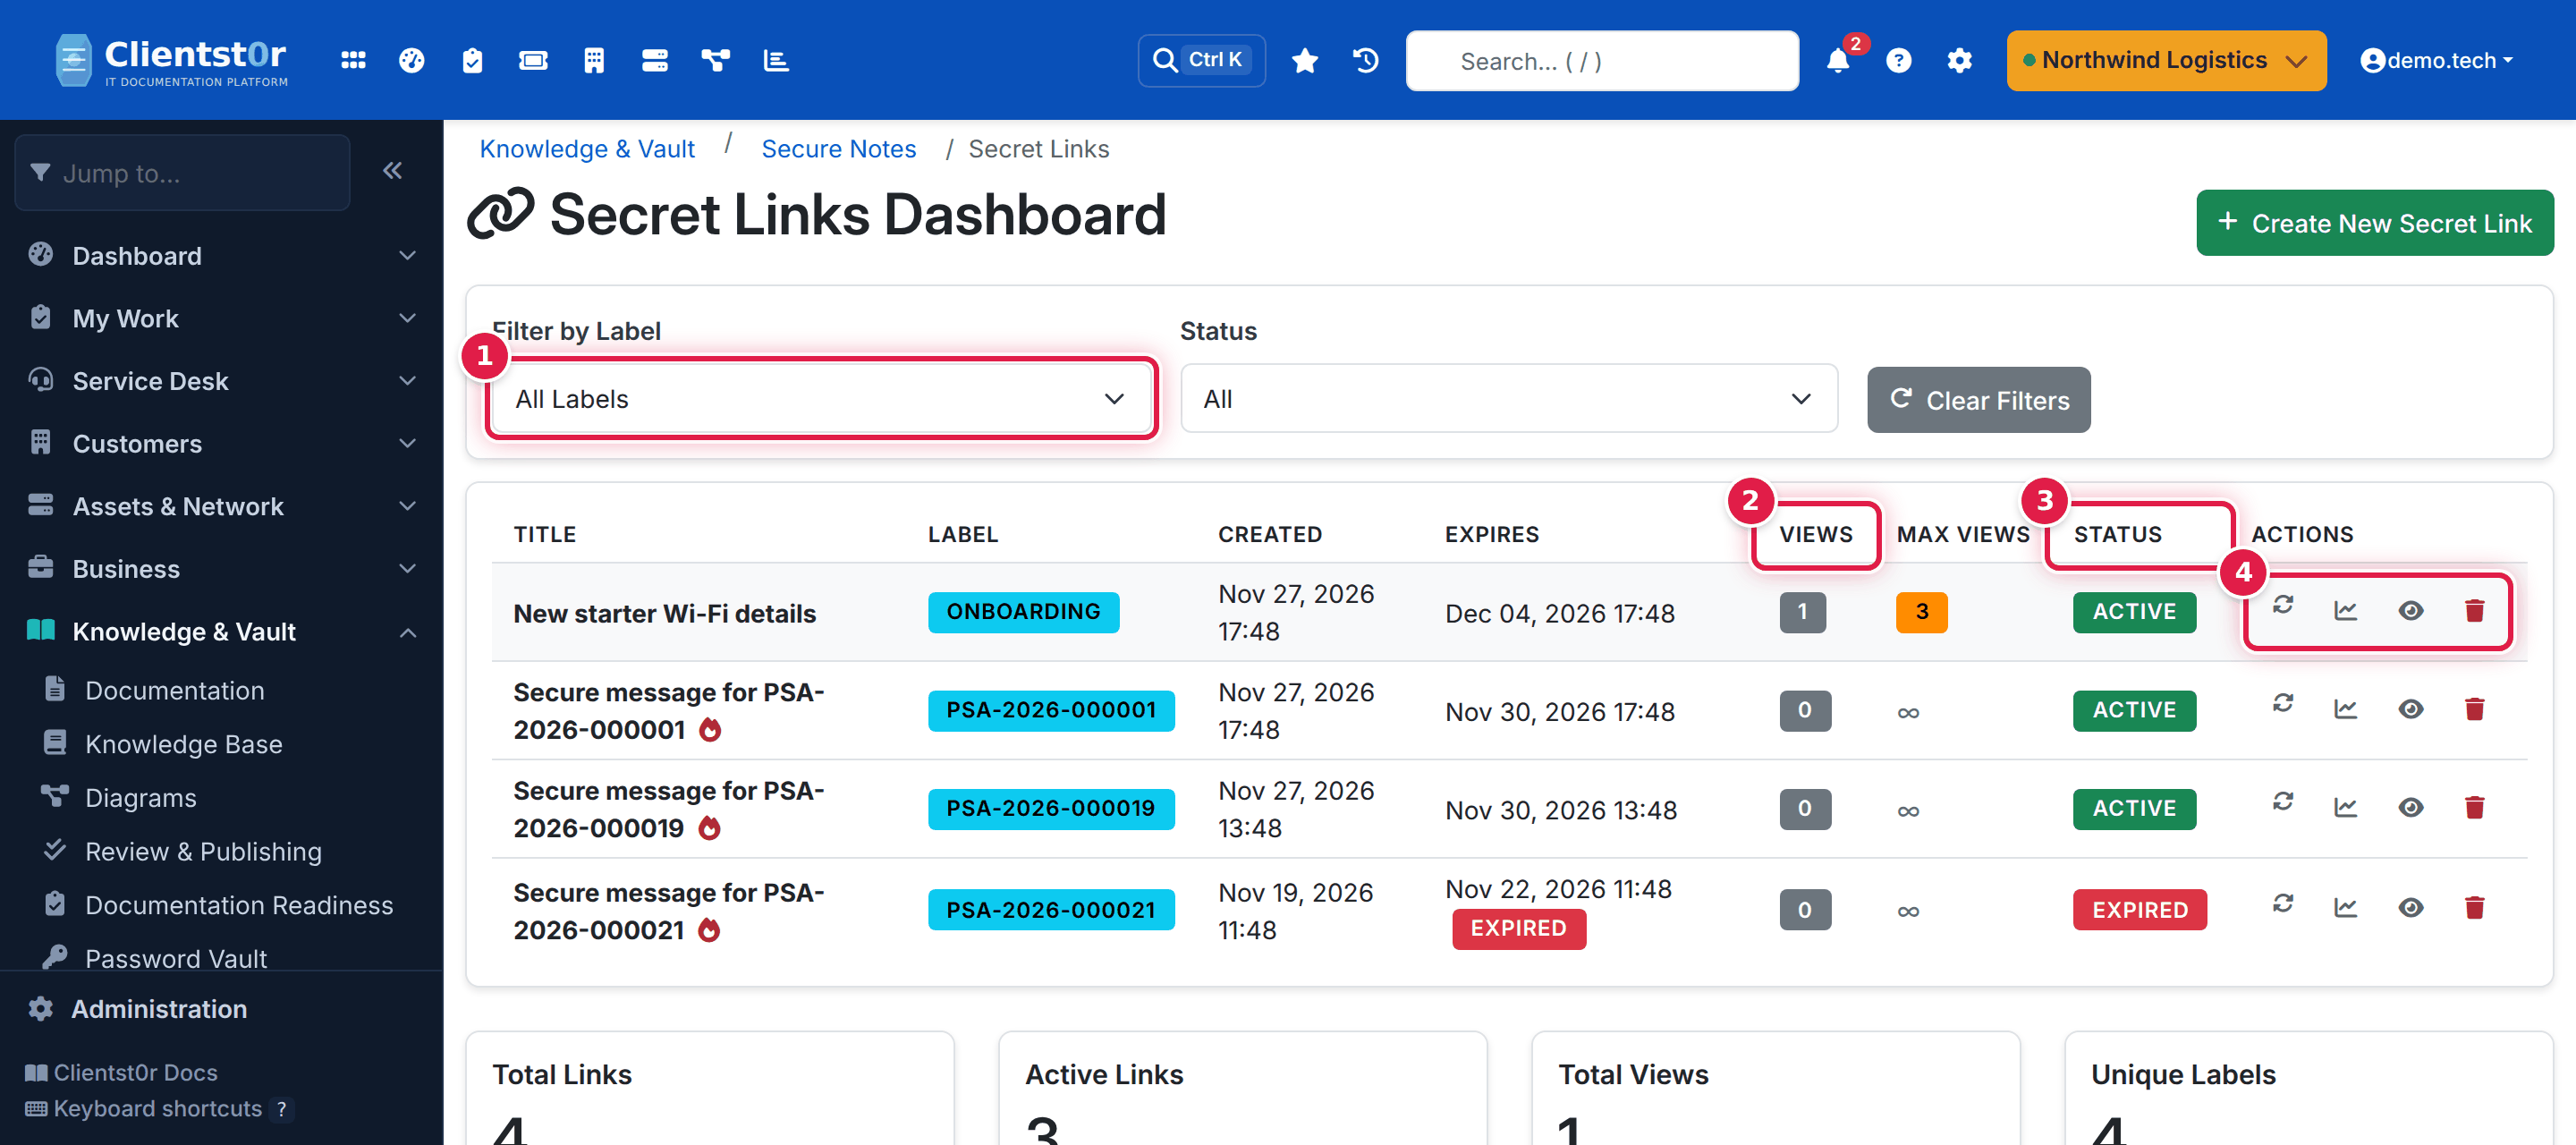 Clientst0r
IT DOCUMENTATION PLATFORM
Ctrl K
Search... ( / )
2
?
Northwind Logistics
demo.tech
Jump to...
Dashboard
My Work
Service Desk
Customers
Assets & Network
Business
Knowledge & Vault
Documentation
Knowledge Base
Diagrams
Review & Publishing
Documentation Readiness
Password Vault
Administration
Clientst0r Docs
Keyboard shortcuts ?
Knowledge & Vault / Secure Notes / Secret Links
Secret Links Dashboard
+ Create New Secret Link
Filter by Label
Status
1
All Labels
All
Clear Filters
2
3
TITLE LABEL CREATED EXPIRES VIEWS MAX VIEWS STATUS ACTIONS
4
New starter Wi-Fi details ONBOARDING Nov 27, 2026 17:48 Dec 04, 2026 17:48 1 3 ACTIVE
Secure message for PSA-2026-000001 PSA-2026-000001 Nov 27, 2026 17:48 Nov 30, 2026 17:48 0 ∞ ACTIVE
Secure message for PSA-2026-000019 PSA-2026-000019 Nov 27, 2026 13:48 Nov 30, 2026 13:48 0 ∞ ACTIVE
Secure message for PSA-2026-000021 PSA-2026-000021 Nov 19, 2026 11:48 Nov 22, 2026 11:48 EXPIRED 0 ∞ EXPIRED
Total Links
4
Active Links
3
Total Views
1
Unique Labels
4